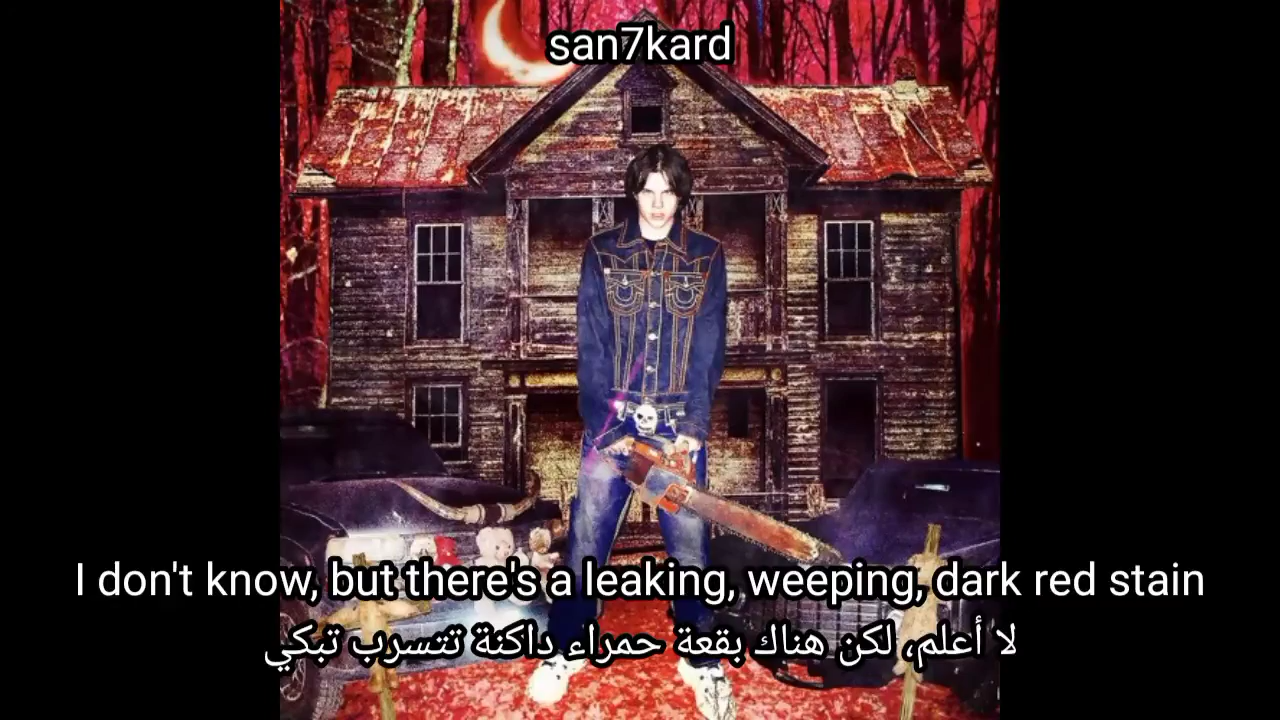 san7kard
I don't know, but there's a leaking, weeping, dark red stain
لا أعلم، لكن هناك بقعة حمراء داكنة تتسرب تبكي